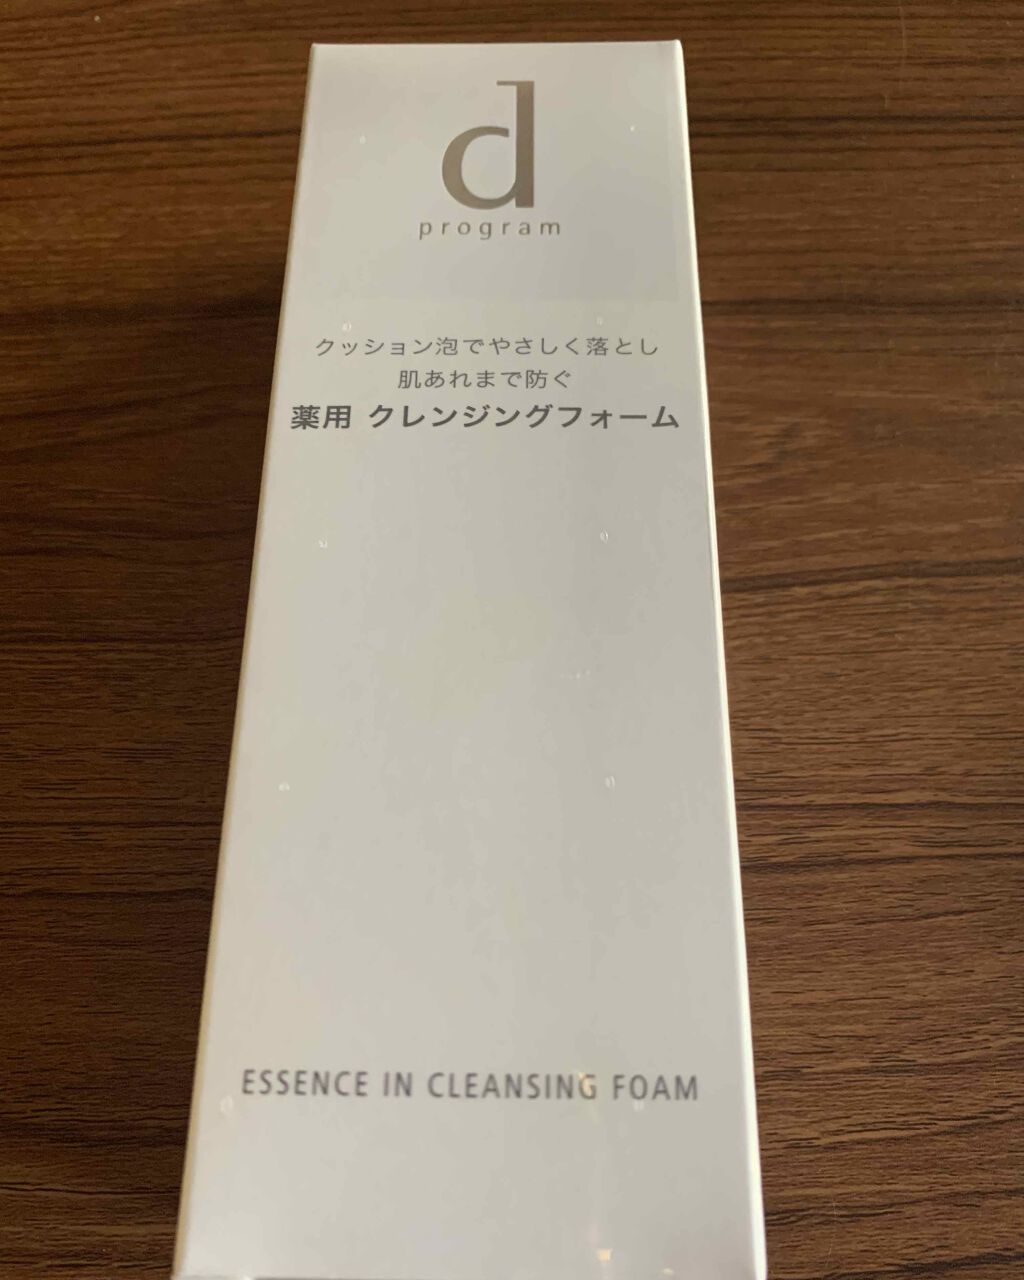 d
program
クッション泡でやさしく落とし
肌あれまで防ぐ
薬用 クレンジングフォーム
ESSENCE IN CLEANSING FOAM